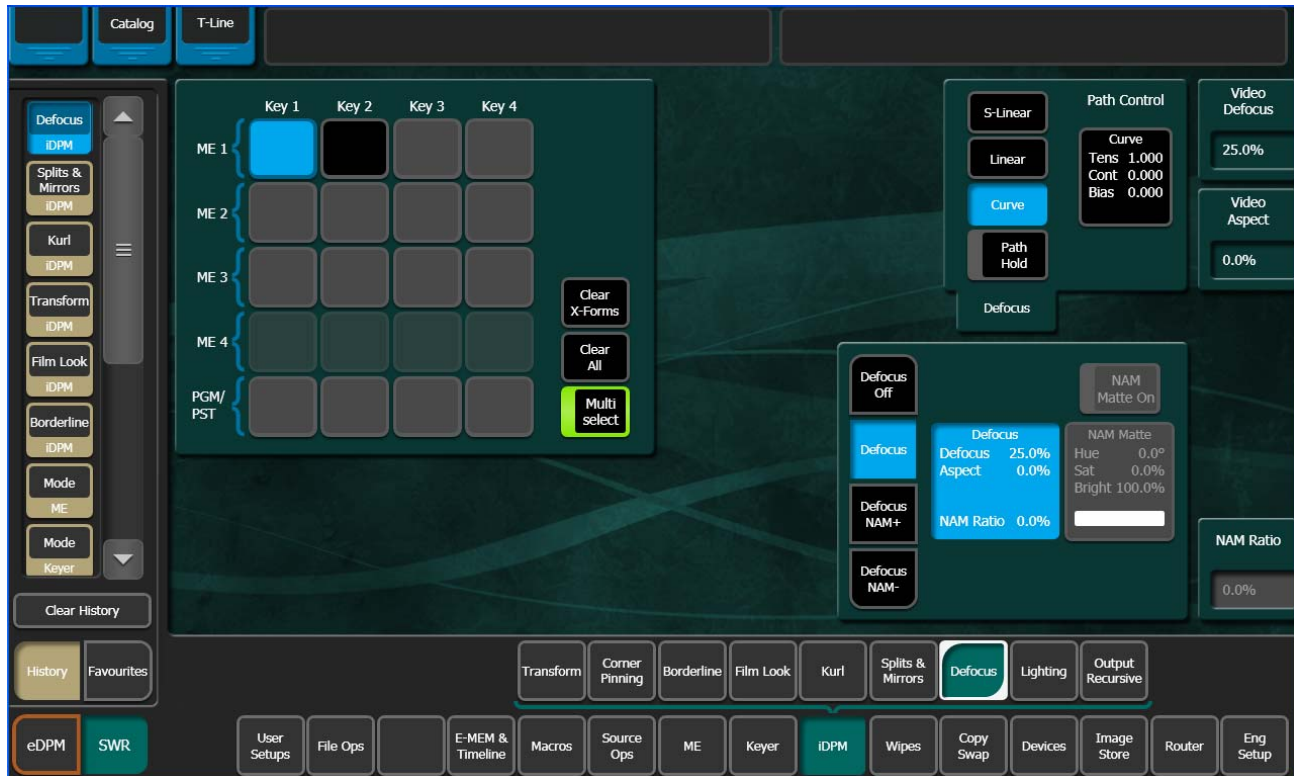 Catalog
T-Line
Defocus
iDPM
Splits &
Mirrors
iDPM
Kurl
iDPM
Transform
iDPM
Film Look
iDPM
Borderline
iDPM
Mode
ME
Mode
Keyer
Clear History
History
Favourites
eDPM
SWR
Key 1
Key 2
Key 3
Key 4
ME 1
ME 2
ME 3
ME 4
PGM/
PST
Clear
X-Forms
Clear
All
Multi
select
S-Linear
Linear
Curve
Path
Hold
Path Control
Curve
Tens 1.000
Cont 0.000
Bias 0.000
Defocus
Video
Defocus
25.0%
Video
Aspect
0.0%
Defocus
Off
Defocus
Defocus
NAM+
Defocus
NAM-
Defocus
Defocus 25.0%
Aspect 0.0%
NAM Ratio 0.0%
NAM
Matte On
NAM Matte
Hue 0.0°
Sat 0.0%
Bright 100.0%
NAM Ratio
0.0%
Transform
Corner
Pinning
Borderline
Film Look
Kurl
Splits &
Mirrors
Defocus
Lighting
Output
Recursive
User
Setups
File Ops
E-MEM &
Timeline
Macros
Source
Ops
ME
Keyer
iDPM
Wipes
Copy
Swap
Devices
Image
Store
Router
Eng
Setup